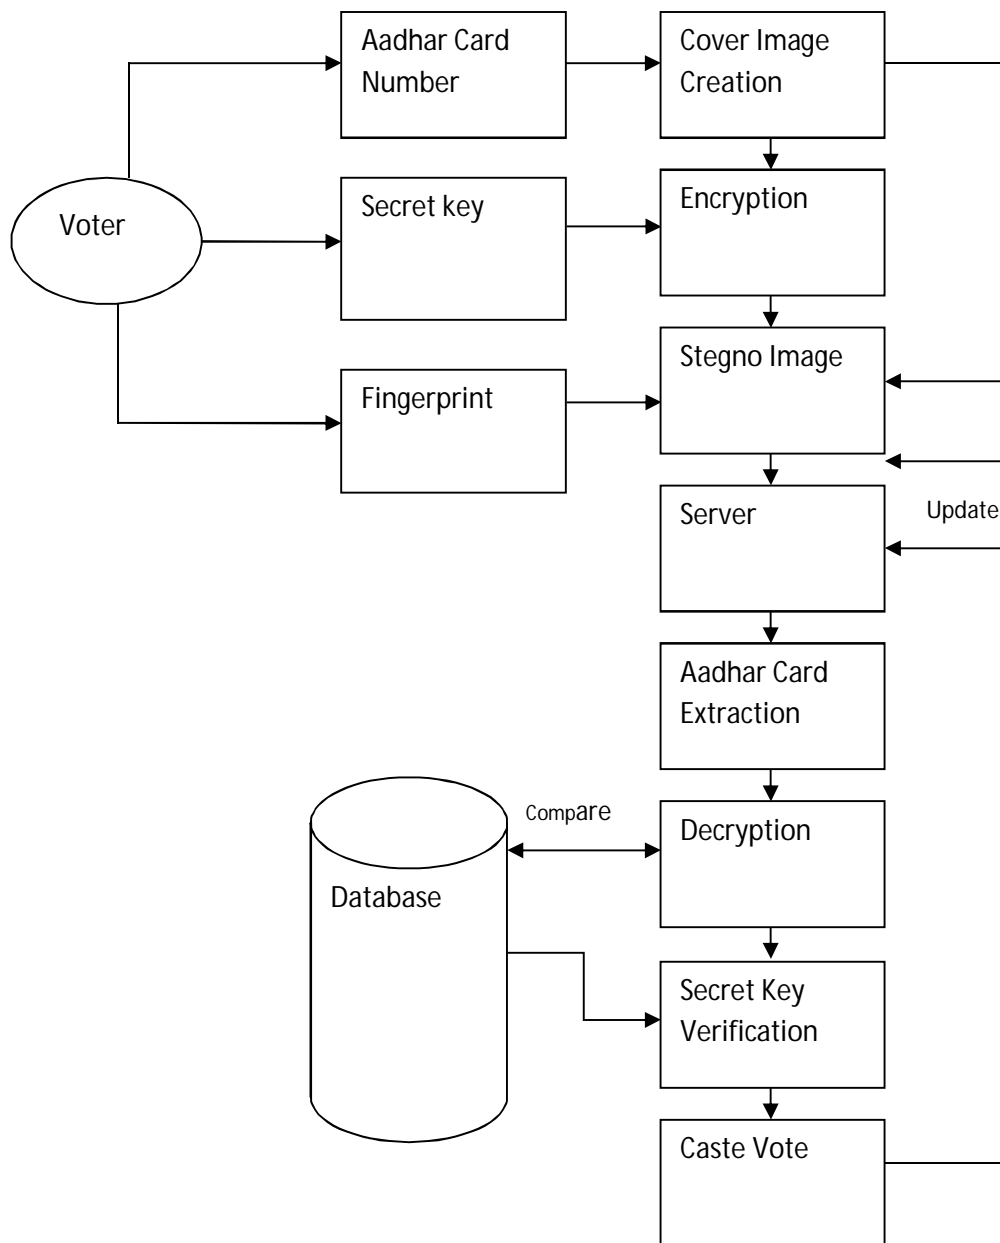 Aadhar Card
Number
Cover Image
Creation
Voter
Secret key
Encryption
Fingerprint
Stegno Image
Server
Update
Aadhar Card
Extraction
Compare
Decryption
Database
Secret Key
Verification
Caste Vote